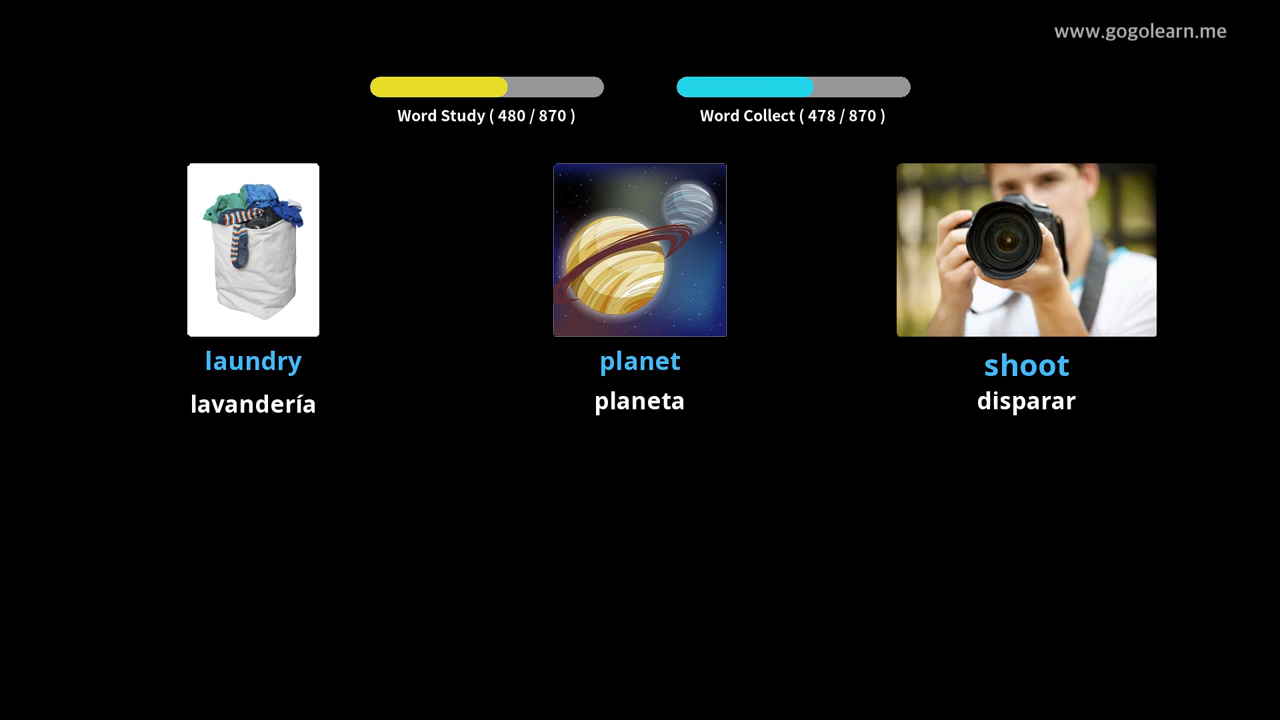 www.gogolearn.me
Word Study ( 480 / 870 )
Word Collect ( 478 / 870 )
laundry
lavandería
planet
planeta
shoot
disparar